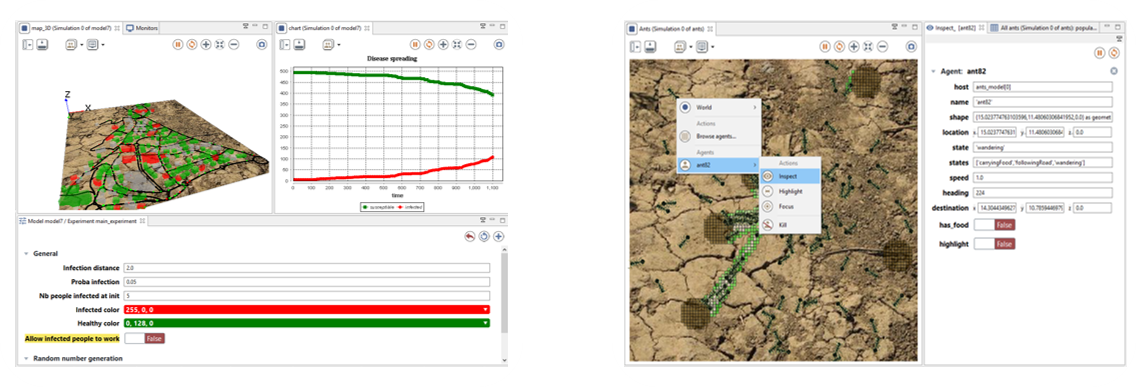 map_3D (Simulation 0 of model7)
Monitors
chart (Simulation 0 of model7)
Z
X
Disease spreading
500
450
400
350
300
250
200
150
100
50
0
0 100 200 300 400 500 600 700 800 900 1,000 1,100
time
susceptible infected
Model model7 / Experiment main_experiment
General
Infection distance 2.0
Proba infection 0.05
Nb people infected at init 5
Infected color 255, 0, 0
Healthy color 0, 128, 0
Allow infected people to work False
Random number generation
Ants (Simulation 0 of ants)
World
Actions
Browse agents...
Agents
ant82
Actions
Inspect
Highlight
Focus
Kill
Inspect, [ant82]
All ants (Simulation 0 of ants): popula...
Agent: ant82
host ants_model[0]
name 'ant82'
shape (15.023774763103596,11.48060306841952,0.0) as geomet
location x 15.0237747631 y 11.4806030684 z 0.0
state 'wandering'
states ['carryingFood','followingRoad','wandering']
speed 1.0
heading 224
destination x 14.3044349627 y z 0.0
has_food False
highlight False